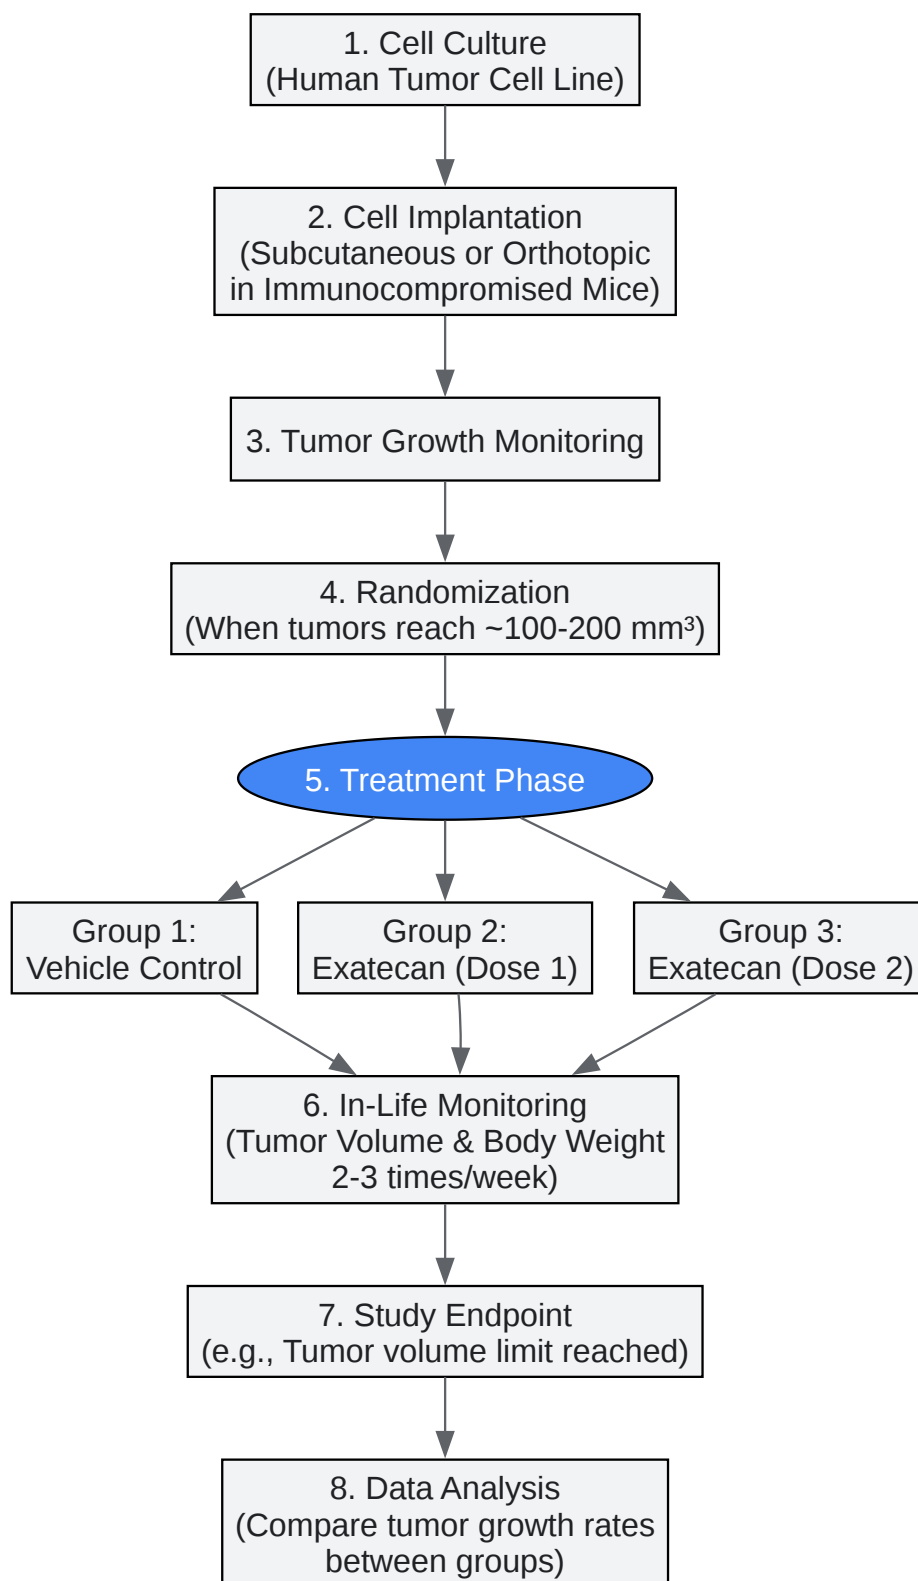 1. Cell Culture
(Human Tumor Cell Line)
2. Cell Implantation
(Subcutaneous or Orthotopic
in Immunocompromised Mice)
3. Tumor Growth Monitoring
4. Randomization
(When tumors reach ~100-200 mm³)
5. Treatment Phase
Group 1:
Vehicle Control
Group 2:
Exatecan (Dose 1)
Group 3:
Exatecan (Dose 2)
6. In-Life Monitoring
(Tumor Volume & Body Weight
2-3 times/week)
7. Study Endpoint
(e.g., Tumor volume limit reached)
8. Data Analysis
(Compare tumor growth rates
between groups)